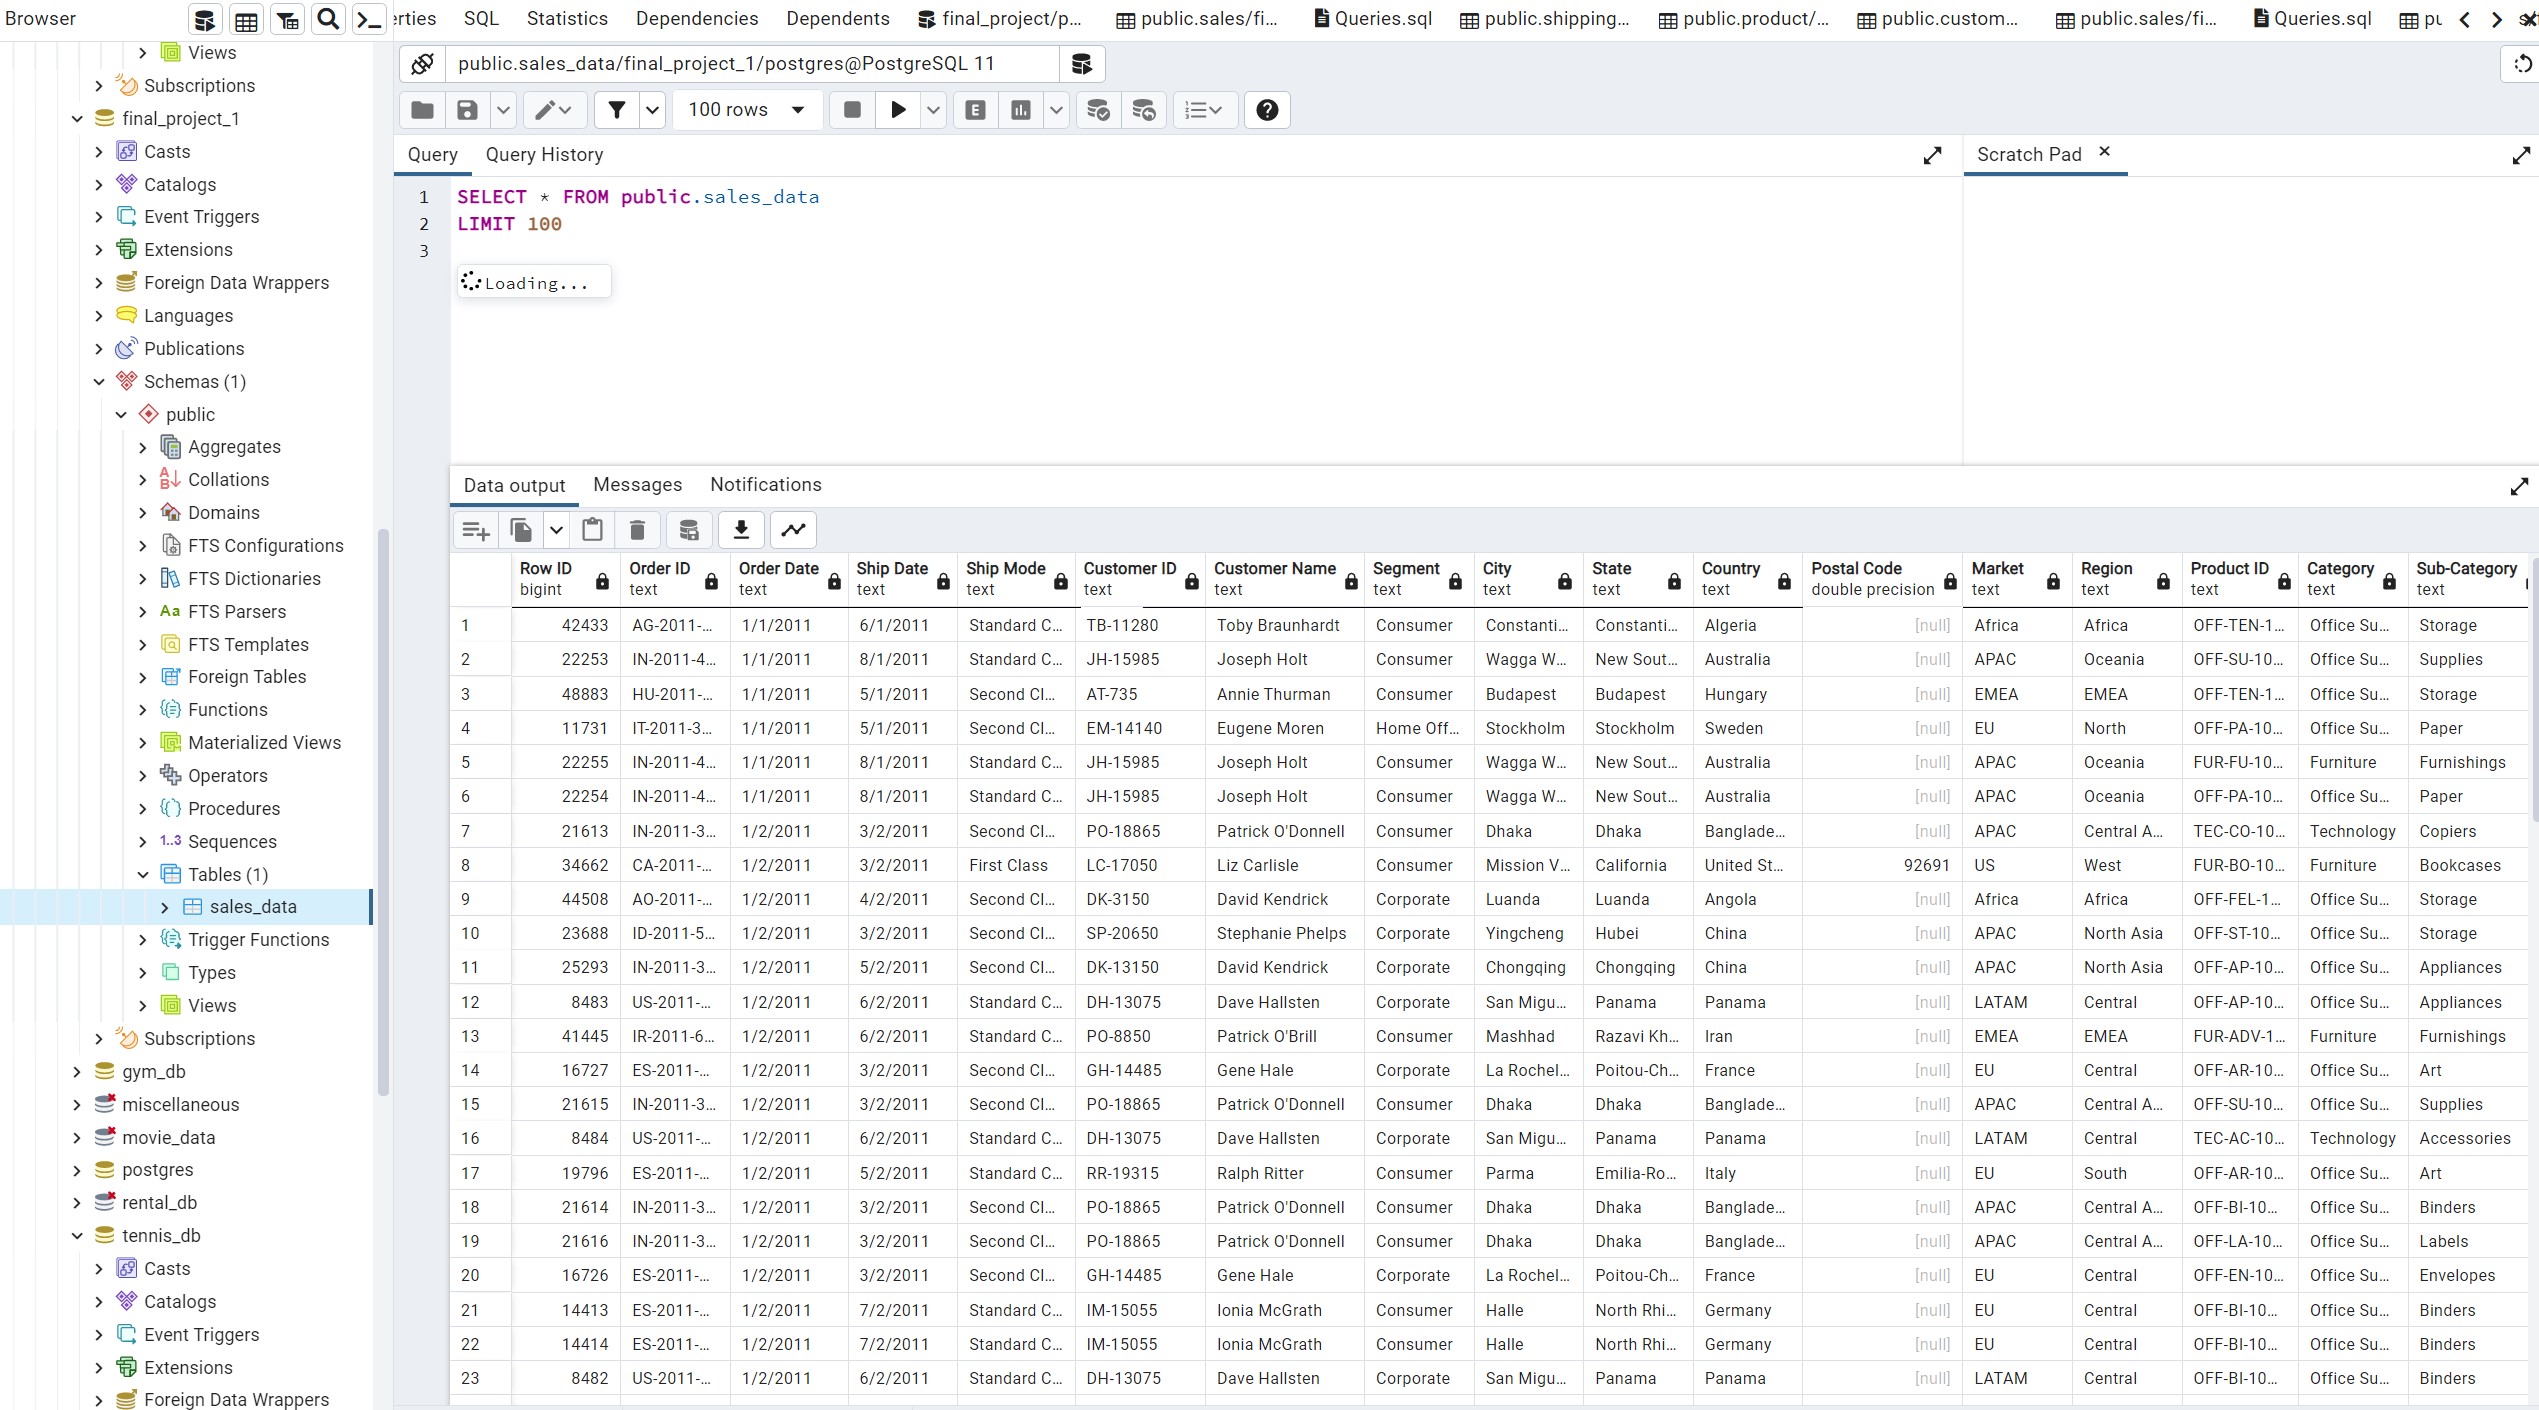 Browser
erties SQL Statistics Dependencies Dependents final_project/p... public.sales/fi... Queries.sql public.shipping... public.product/... public.custom... public.sales/fi... Queries.sql
Views
Subscriptions
final_project_1
Casts
Catalogs
Event Triggers
Extensions
Foreign Data Wrappers
Languages
Publications
Schemas (1)
public
Aggregates
Collations
Domains
FTS Configurations
FTS Dictionaries
FTS Parsers
FTS Templates
Foreign Tables
Functions
Materialized Views
Operators
Procedures
1..3 Sequences
Tables (1)
sales_data
Trigger Functions
Types
Views
Subscriptions
gym_db
miscellaneous
movie_data
postgres
rental_db
tennis_db
Casts
Catalogs
Event Triggers
Extensions
Foreign Data Wrappers
public.sales_data/final_project_1/postgres@PostgreSQL 11
100 rows
Query Query History
Scratch Pad
1 SELECT * FROM public.sales_data
2 LIMIT 100
3
Loading...
Data output Messages Notifications
Row ID Order ID Order Date Ship Date Ship Mode Customer ID Customer Name Segment City State Country Postal Code Market Region Product ID Category Sub-Category
bigint text text text text text text text text text text double precision text text text text text
1 42433 AG-2011-... 1/1/2011 6/1/2011 Standard C... TB-11280 Toby Braunhardt Consumer Constanti... Constanti... Algeria [null] Africa Africa OFF-TEN-1... Office Su... Storage
2 22253 IN-2011-4... 1/1/2011 8/1/2011 Standard C... JH-15985 Joseph Holt Consumer Wagga W... New Sout... Australia [null] APAC Oceania OFF-SU-10... Office Su... Supplies
3 48883 HU-2011-... 1/1/2011 5/1/2011 Second Cl... AT-735 Annie Thurman Consumer Budapest Budapest Hungary [null] EMEA EMEA OFF-TEN-1... Office Su... Storage
4 11731 IT-2011-3... 1/1/2011 5/1/2011 Second Cl... EM-14140 Eugene Moren Home Off... Stockholm Stockholm Sweden [null] EU North OFF-PA-10... Office Su... Paper
5 22255 IN-2011-4... 1/1/2011 8/1/2011 Standard C... JH-15985 Joseph Holt Consumer Wagga W... New Sout... Australia [null] APAC Oceania FUR-FU-10... Furniture Furnishings
6 22254 IN-2011-4... 1/1/2011 8/1/2011 Standard C... JH-15985 Joseph Holt Consumer Wagga W... New Sout... Australia [null] APAC Oceania OFF-PA-10... Office Su... Paper
7 21613 IN-2011-3... 1/2/2011 3/2/2011 Second Cl... PO-18865 Patrick O'Donnell Consumer Dhaka Dhaka Banglade... [null] APAC Central A... TEC-CO-10... Technology Copiers
8 34662 CA-2011-... 1/2/2011 3/2/2011 First Class LC-17050 Liz Carlisle Consumer Mission V... California United St... 92691 US West FUR-BO-10... Furniture Bookcases
9 44508 AO-2011-... 1/2/2011 4/2/2011 Second Cl... DK-3150 David Kendrick Corporate Luanda Luanda Angola [null] Africa Africa OFF-FEL-1... Office Su... Storage
10 23688 ID-2011-5... 1/2/2011 3/2/2011 Second Cl... SP-20650 Stephanie Phelps Corporate Yingcheng Hubei China [null] APAC North Asia OFF-ST-10... Office Su... Storage
11 25293 IN-2011-3... 1/2/2011 5/2/2011 Second Cl... DK-13150 David Kendrick Corporate Chongqing Chongqing China [null] APAC North Asia OFF-AP-10... Office Su... Appliances
12 8483 US-2011-... 1/2/2011 6/2/2011 Standard C... DH-13075 Dave Hallsten Corporate San Migu... Panama Panama [null] LATAM Central OFF-AP-10... Office Su... Appliances
13 41445 IR-2011-6... 1/2/2011 6/2/2011 Standard C... PO-8850 Patrick O'Brill Consumer Mashhad Razavi Kh... Iran [null] EMEA EMEA FUR-ADV-1... Furniture Furnishings
14 16727 ES-2011-... 1/2/2011 3/2/2011 Second Cl... GH-14485 Gene Hale Corporate La Rochel... Poitou-Ch... France [null] EU Central OFF-AR-10... Office Su... Art
15 21615 IN-2011-3... 1/2/2011 3/2/2011 Second Cl... PO-18865 Patrick O'Donnell Consumer Dhaka Dhaka Banglade... [null] APAC Central A... OFF-SU-10... Office Su... Supplies
16 8484 US-2011-... 1/2/2011 6/2/2011 Standard C... DH-13075 Dave Hallsten Corporate San Migu... Panama Panama [null] LATAM Central TEC-AC-10... Technology Accessories
17 19796 ES-2011-... 1/2/2011 5/2/2011 Standard C... RR-19315 Ralph Ritter Consumer Parma Emilia-Ro... Italy [null] EU South OFF-AR-10... Office Su... Art
18 21614 IN-2011-3... 1/2/2011 3/2/2011 Second Cl... PO-18865 Patrick O'Donnell Consumer Dhaka Dhaka Banglade... [null] APAC Central A... OFF-BI-10... Office Su... Binders
19 21616 IN-2011-3... 1/2/2011 3/2/2011 Second Cl... PO-18865 Patrick O'Donnell Consumer Dhaka Dhaka Banglade... [null] APAC Central A... OFF-LA-10... Office Su... Labels
20 16726 ES-2011-... 1/2/2011 3/2/2011 Second Cl... GH-14485 Gene Hale Corporate La Rochel... Poitou-Ch... France [null] EU Central OFF-EN-10... Office Su... Envelopes
21 14413 ES-2011-... 1/2/2011 7/2/2011 Standard C... IM-15055 Ionia McGrath Consumer Halle North Rhi... Germany [null] EU Central OFF-BI-10... Office Su... Binders
22 14414 ES-2011-... 1/2/2011 7/2/2011 Standard C... IM-15055 Ionia McGrath Consumer Halle North Rhi... Germany [null] EU Central OFF-BI-10... Office Su... Binders
23 8482 US-2011-... 1/2/2011 6/2/2011 Standard C... DH-13075 Dave Hallsten Corporate San Migu... Panama Panama [null] LATAM Central OFF-BI-10... Office Su... Binders